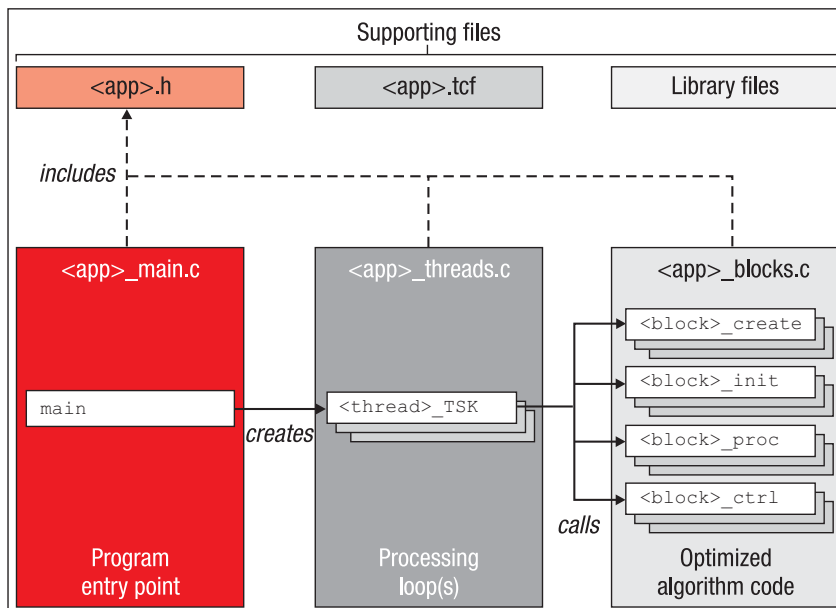 Supporting files
<app>.h
<app>.tcf
Library files
includes
<app>_main.c
<app>_threads.c
<app>_blocks.c
<block>_create
<block>_init
main
<thread>_TSK
creates
<block>_proc
<block>_ctrl
calls
Program
entry point
Processing
loop(s)
Optimized
algorithm code